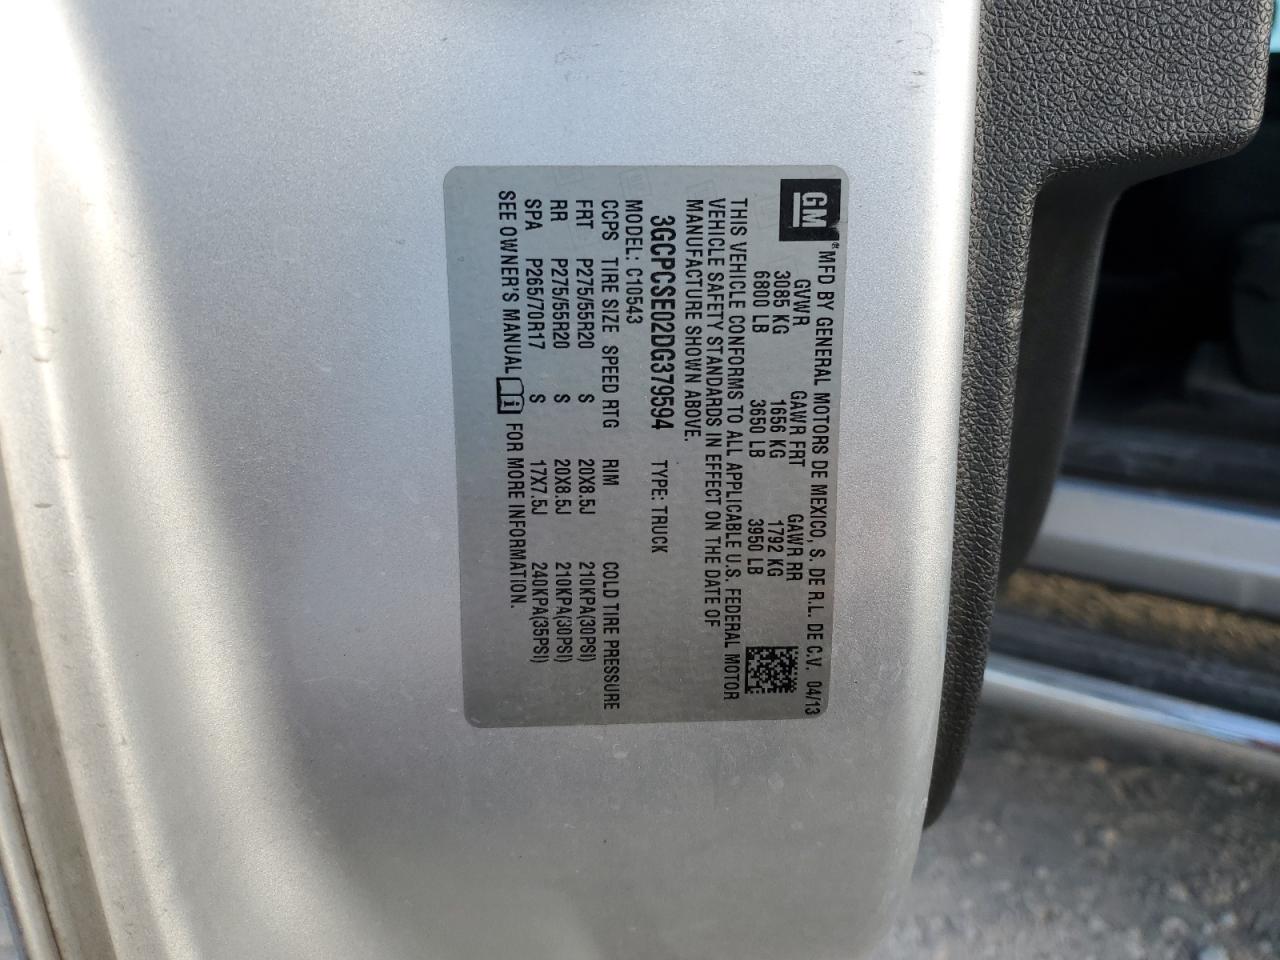 GM ® MFD BY GENERAL MOTORS DE MEXICO, S. DE R.L. DE C.V. 04/13
GVWR GAWR FRT GAWR RR
3085 KG 1656 KG 1792 KG
6800 LB 3650 LB 3950 LB
THIS VEHICLE CONFORMS TO ALL APPLICABLE U.S. FEDERAL MOTOR
VEHICLE SAFETY STANDARDS IN EFFECT ON THE DATE OF
MANUFACTURE SHOWN ABOVE.
3GCPCSE02DG379594 TYPE: TRUCK
MODEL: C10543
CCPS TIRE SIZE SPEED RTG RIM COLD TIRE PRESSURE
FRT P275/55R20 S 20X8.5J 210KPA(30PSI)
RR P275/55R20 S 20X8.5J 210KPA(30PSI)
SPA P265/70R17 S 17X7.5J 240KPA(35PSI)
SEE OWNER'S MANUAL i FOR MORE INFORMATION.